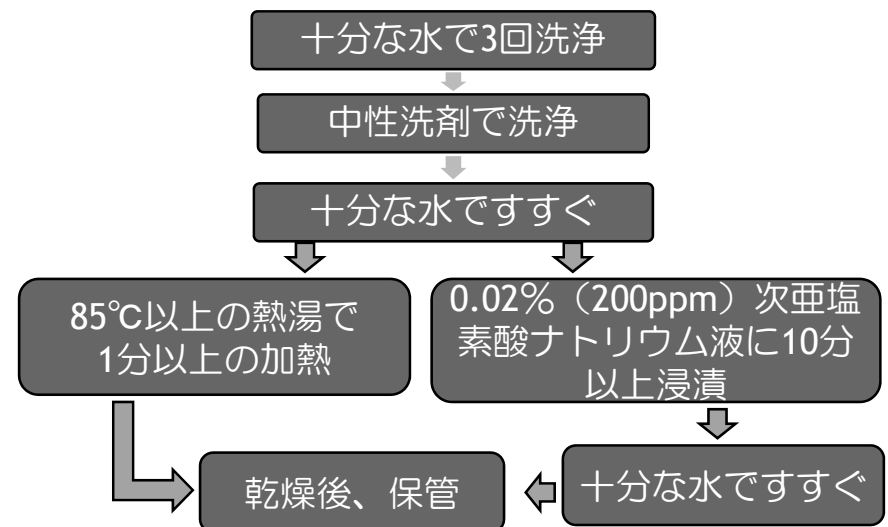 十分な水で3回洗浄
中性洗剤で洗浄
十分な水ですすぐ
85℃以上の熱湯で
1分以上の加熱
0.02%（200ppm）次亜塩
素酸ナトリウム液に10分
以上浸漬
十分な水ですすぐ
乾燥後、保管